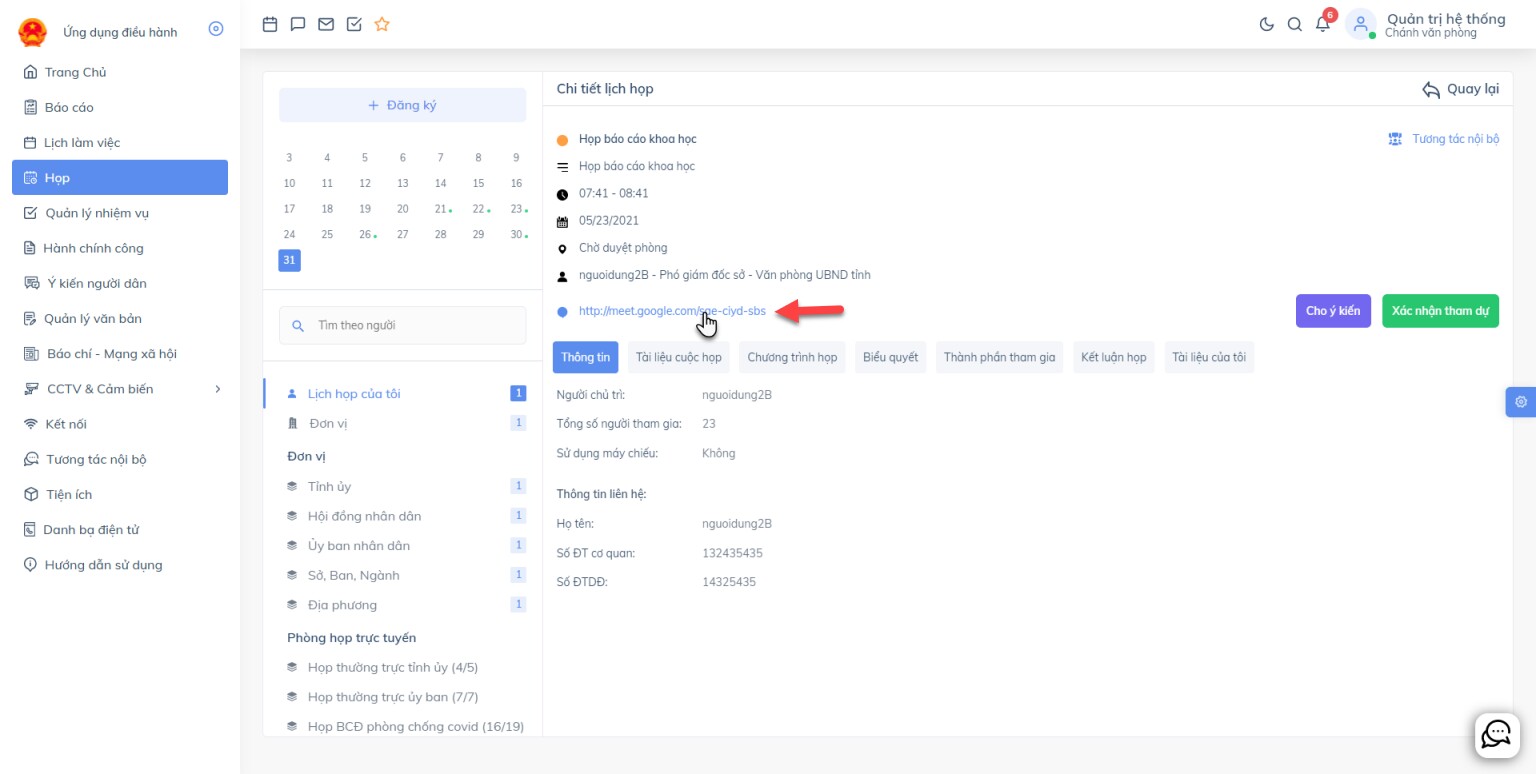 Ứng dụng điều hành
Trang Chủ
Báo cáo
Lịch làm việc
Họp
Quản lý nhiệm vụ
Hành chính công
Ý kiến người dân
Quản lý văn bản
Báo chí - Mạng xã hội
CCTV & Cảm biến
Kết nối
Tương tác nội bộ
Tiện ích
Danh bạ điện tử
Hướng dẫn sử dụng
6
Quản trị hệ thống
Chánh văn phòng
+ Đăng ký
3 4 5 6 7 8 9
10 11 12 13 14 15 16
17 18 19 20 21 22 23
24 25 26 27 28 29 30
31
Tìm theo người
Lịch họp của tôi 1
Đơn vị 1
Đơn vị
Tỉnh ủy 1
Hội đồng nhân dân 1
Ủy ban nhân dân 1
Sở, Ban, Ngành 1
Địa phương 1
Phòng họp trực tuyến
Họp thường trực tỉnh ủy (4/5)
Họp thường trực ủy ban (7/7)
Họp BCĐ phòng chống covid (16/19)
Chi tiết lịch họp
Quay lại
Họp báo cáo khoa học
Tương tác nội bộ
Họp báo cáo khoa học
07:41 - 08:41
05/23/2021
Chờ duyệt phòng
nguoidung2B - Phó giám đốc sở - Văn phòng UBND tỉnh
http://meet.google.com/sqe-ciyd-sbs
Cho ý kiến
Xác nhận tham dự
Thông tin
Tài liệu cuộc họp
Chương trình họp
Biểu quyết
Thành phần tham gia
Kết luận họp
Tài liệu của tôi
Người chủ trì: nguoidung2B
Tổng số người tham gia: 23
Sử dụng máy chiếu: Không
Thông tin liên hệ:
Họ tên: nguoidung2B
Số ĐT cơ quan: 132435435
Số ĐTDĐ: 14325435